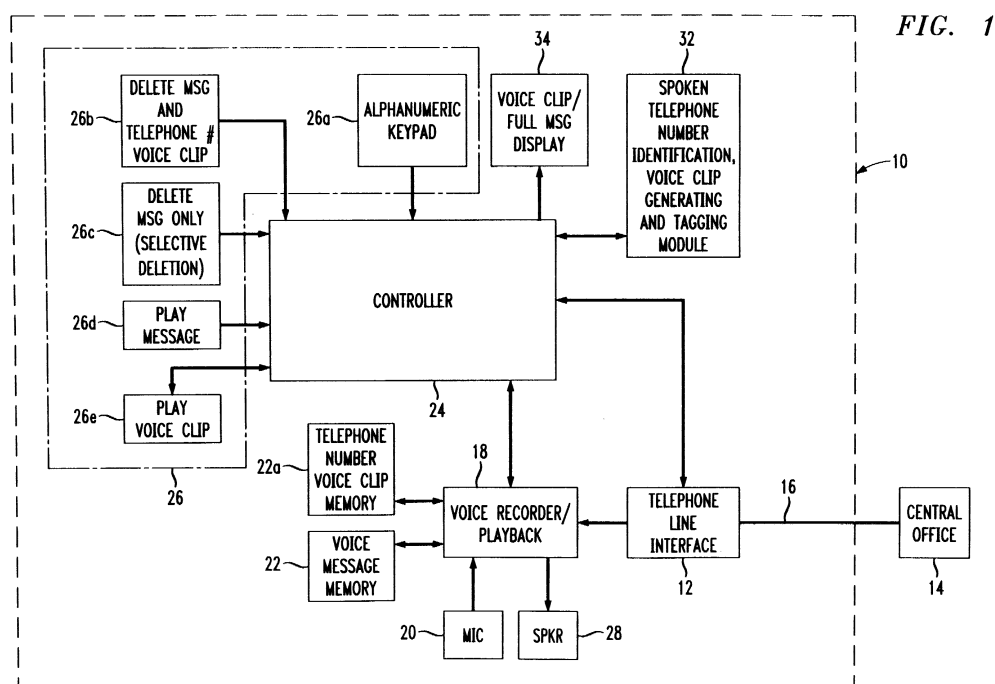 FIG. 1
34
32
26b
DELETE MSG
AND
TELEPHONE #
VOICE CLIP
26a
ALPHANUMERIC
KEYPAD
VOICE CLIP/
FULL MSG
DISPLAY
SPOKEN
TELEPHONE
NUMBER
IDENTIFICATION,
VOICE CLIP
GENERATING
AND TAGGING
MODULE
10
26c
DELETE
MSG ONLY
(SELECTIVE
DELETION)
CONTROLLER
24
26d
PLAY
MESSAGE
26e
PLAY
VOICE CLIP
26
22a
TELEPHONE
NUMBER
VOICE CLIP
MEMORY
18
VOICE RECORDER/
PLAYBACK
TELEPHONE
LINE
INTERFACE
12
16
CENTRAL
OFFICE
14
22
VOICE
MESSAGE
MEMORY
20
MIC
SPKR
28